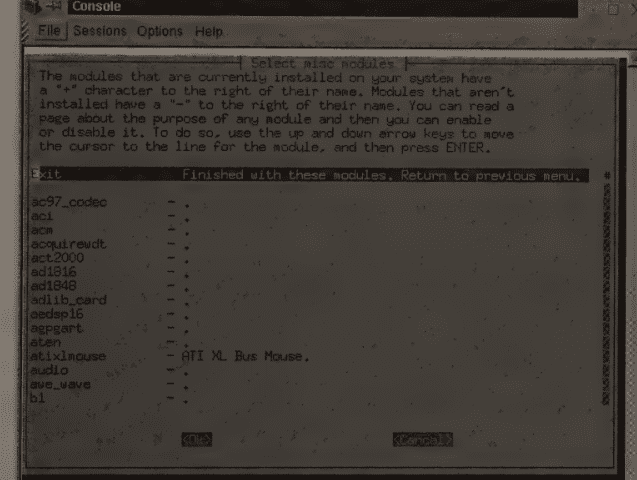 Console
File Sessions Options Help
Select misc modules
The modules that are currently installed on your system have
a "+" character to the right of their name. Modules that aren't
installed have a "-" to the right of their name. You can read a
page about the purpose of any module and then you can enable
or disable it. To do so, use the up and down arrow keys to move
the cursor to the line for the module, and then press ENTER.
Exit Finished with these modules. Return to previous menu. #
ac97_codec - .
aci - .
acm - .
acquirewdt - .
act2000 - .
ad1816 - .
ad1848 - .
adlib_card - .
aedsp16 - .
agpgart - .
aten - .
atixlmouse - ATI XL Bus Mouse.
audio - .
awe_wave - .
b1 - .
<Ok> <Cancel>